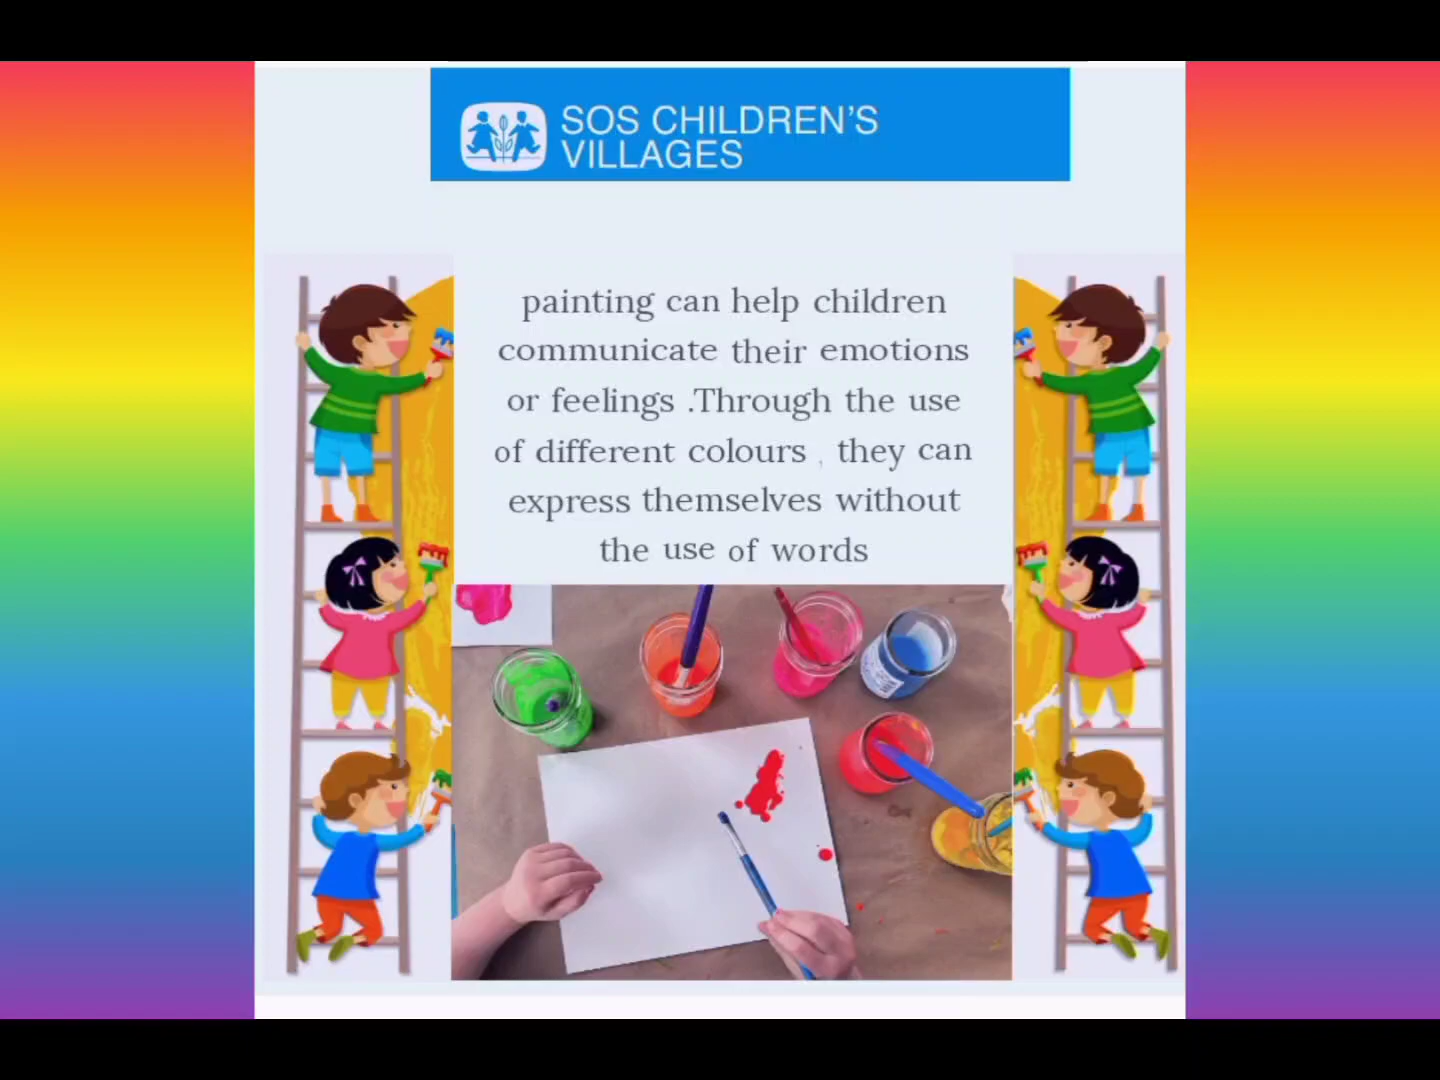 SOS CHILDREN'S
VILLAGES
painting can help children
communicate their emotions
or feelings .Through the use
of different colours , they can
express themselves without
the use of words